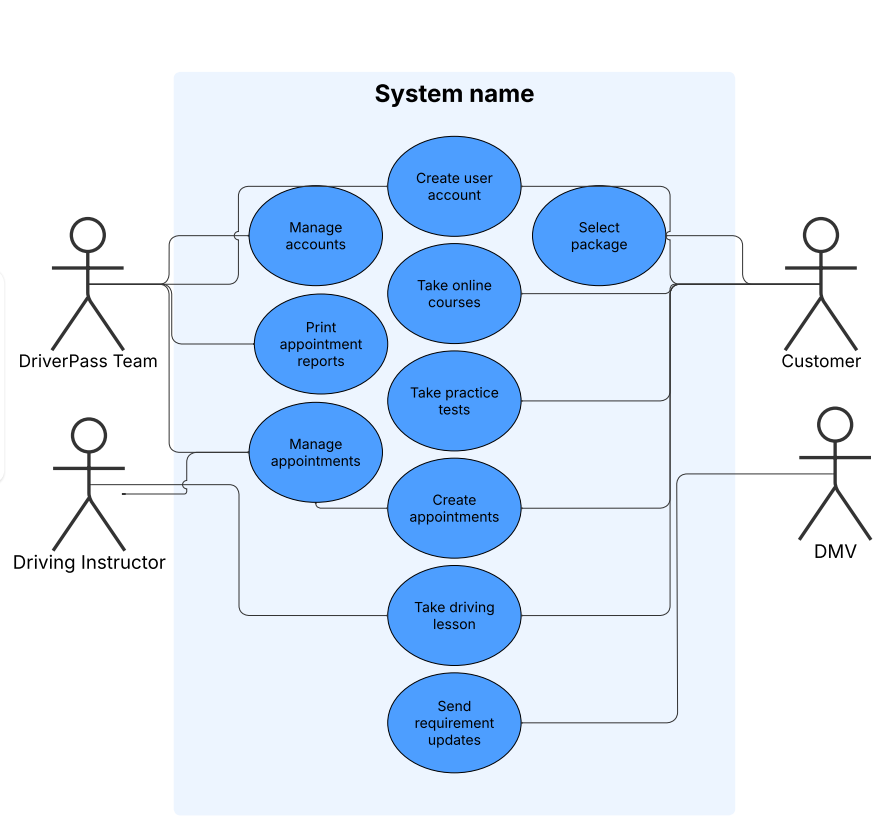 System name
Create user
account
Manage
accounts
Select
package
Take online
courses
Print
appointment
reports
DriverPass Team
Customer
Take practice
tests
Manage
appointments
Create
appointments
Driving Instructor
DMV
Take driving
lesson
Send
requirement
updates